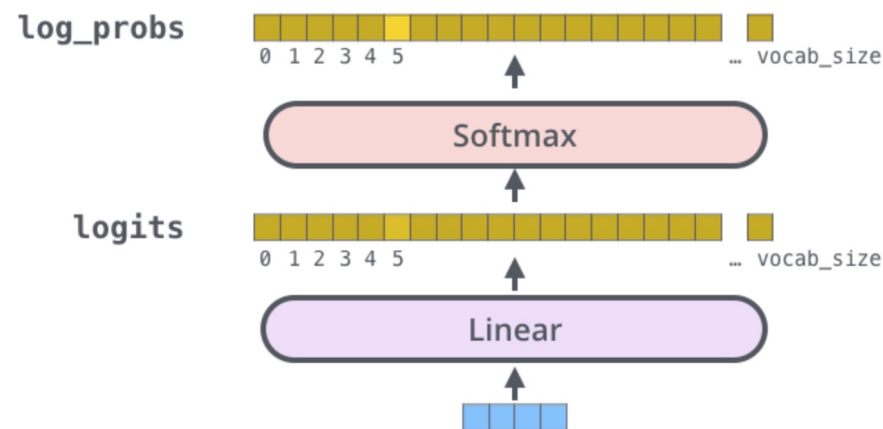 log_probs
0 1 2 3 4 5 … vocab_size
Softmax
logits
0 1 2 3 4 5 … vocab_size
Linear